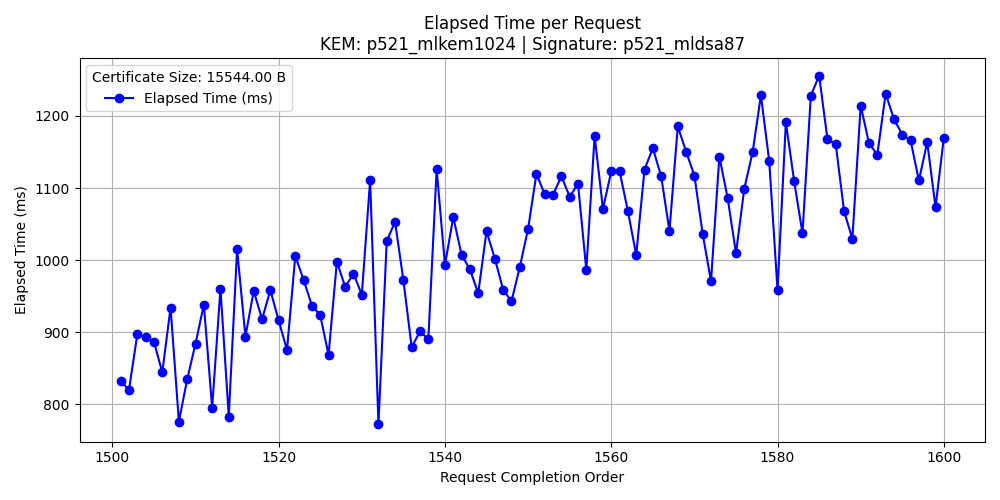 Elapsed Time per Request
KEM: p521_mlkem1024 | Signature: p521_mldsa87
Certificate Size: 15544.00 B
Elapsed Time (ms)
Elapsed Time (ms)
1200
1100
1000
900
800
1500 1520 1540 1560 1580 1600
Request Completion Order